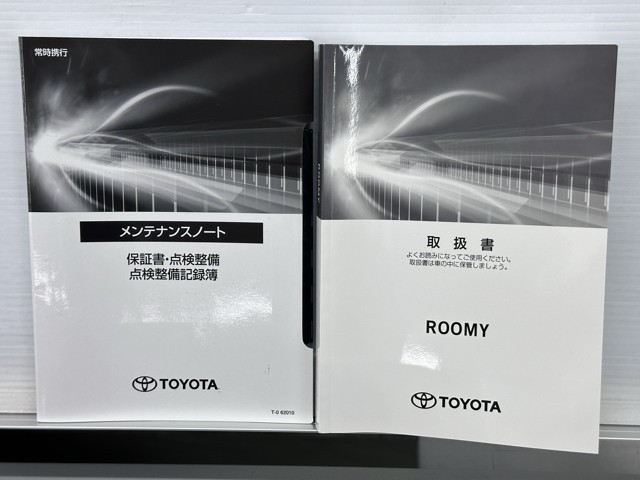 常時携行
メンテナンスノート
保証書・点検整備
点検整備記録簿
TOYOTA
T-0 62010
ROOMY
取扱書
よくお読みになってご使用ください。
取扱書は車の中に保管しましょう。
ROOMY
TOYOTA